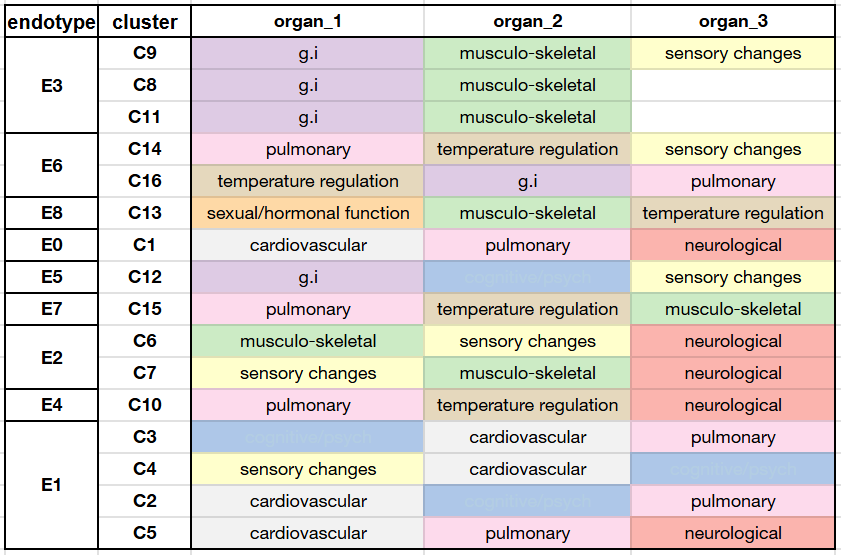 endotype cluster organ_1 organ_2 organ_3
E3 C9 g.i musculo-skeletal sensory changes
C8 g.i musculo-skeletal
C11 g.i musculo-skeletal
E6 C14 pulmonary temperature regulation sensory changes
C16 temperature regulation g.i pulmonary
E8 C13 sexual/hormonal function musculo-skeletal temperature regulation
E0 C1 cardiovascular pulmonary neurological
E5 C12 g.i cognitive/psych sensory changes
E7 C15 pulmonary temperature regulation musculo-skeletal
E2 C6 musculo-skeletal sensory changes neurological
C7 sensory changes musculo-skeletal neurological
E4 C10 pulmonary temperature regulation neurological
E1 C3 cognitive/psych cardiovascular pulmonary
C4 sensory changes cardiovascular cognitive/psych
C2 cardiovascular cognitive/psych pulmonary
C5 cardiovascular pulmonary neurological